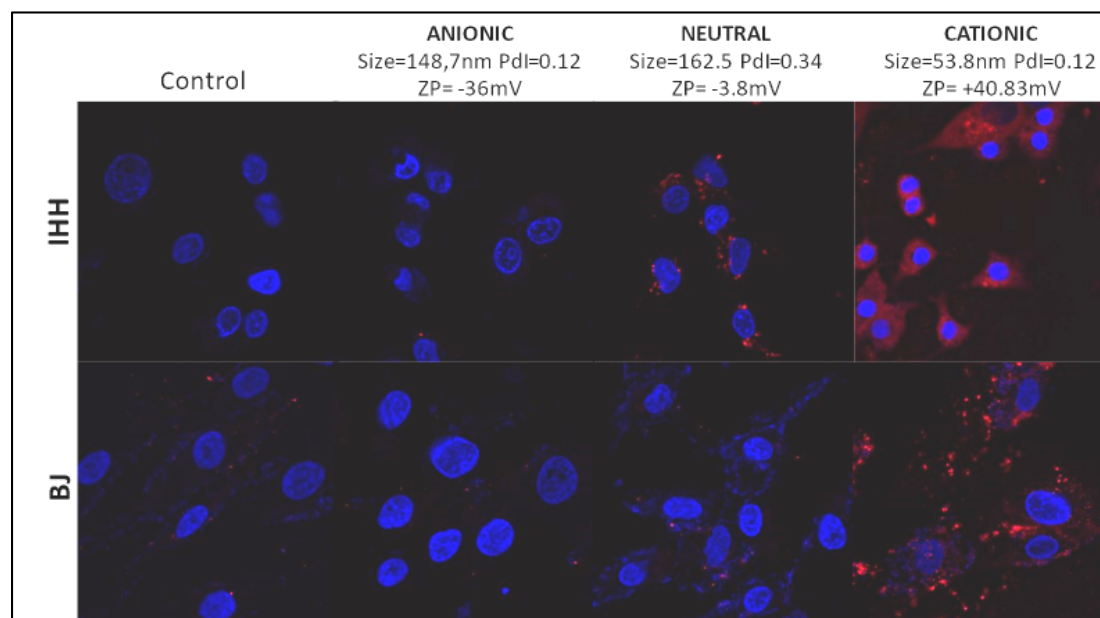 Control
ANIONIC
Size=148,7nm PdI=0.12
ZP= -36mV
NEUTRAL
Size=162.5 PdI=0.34
ZP= -3.8mV
CATIONIC
Size=53.8nm PdI=0.12
ZP= +40.83mV
IHH
BJ